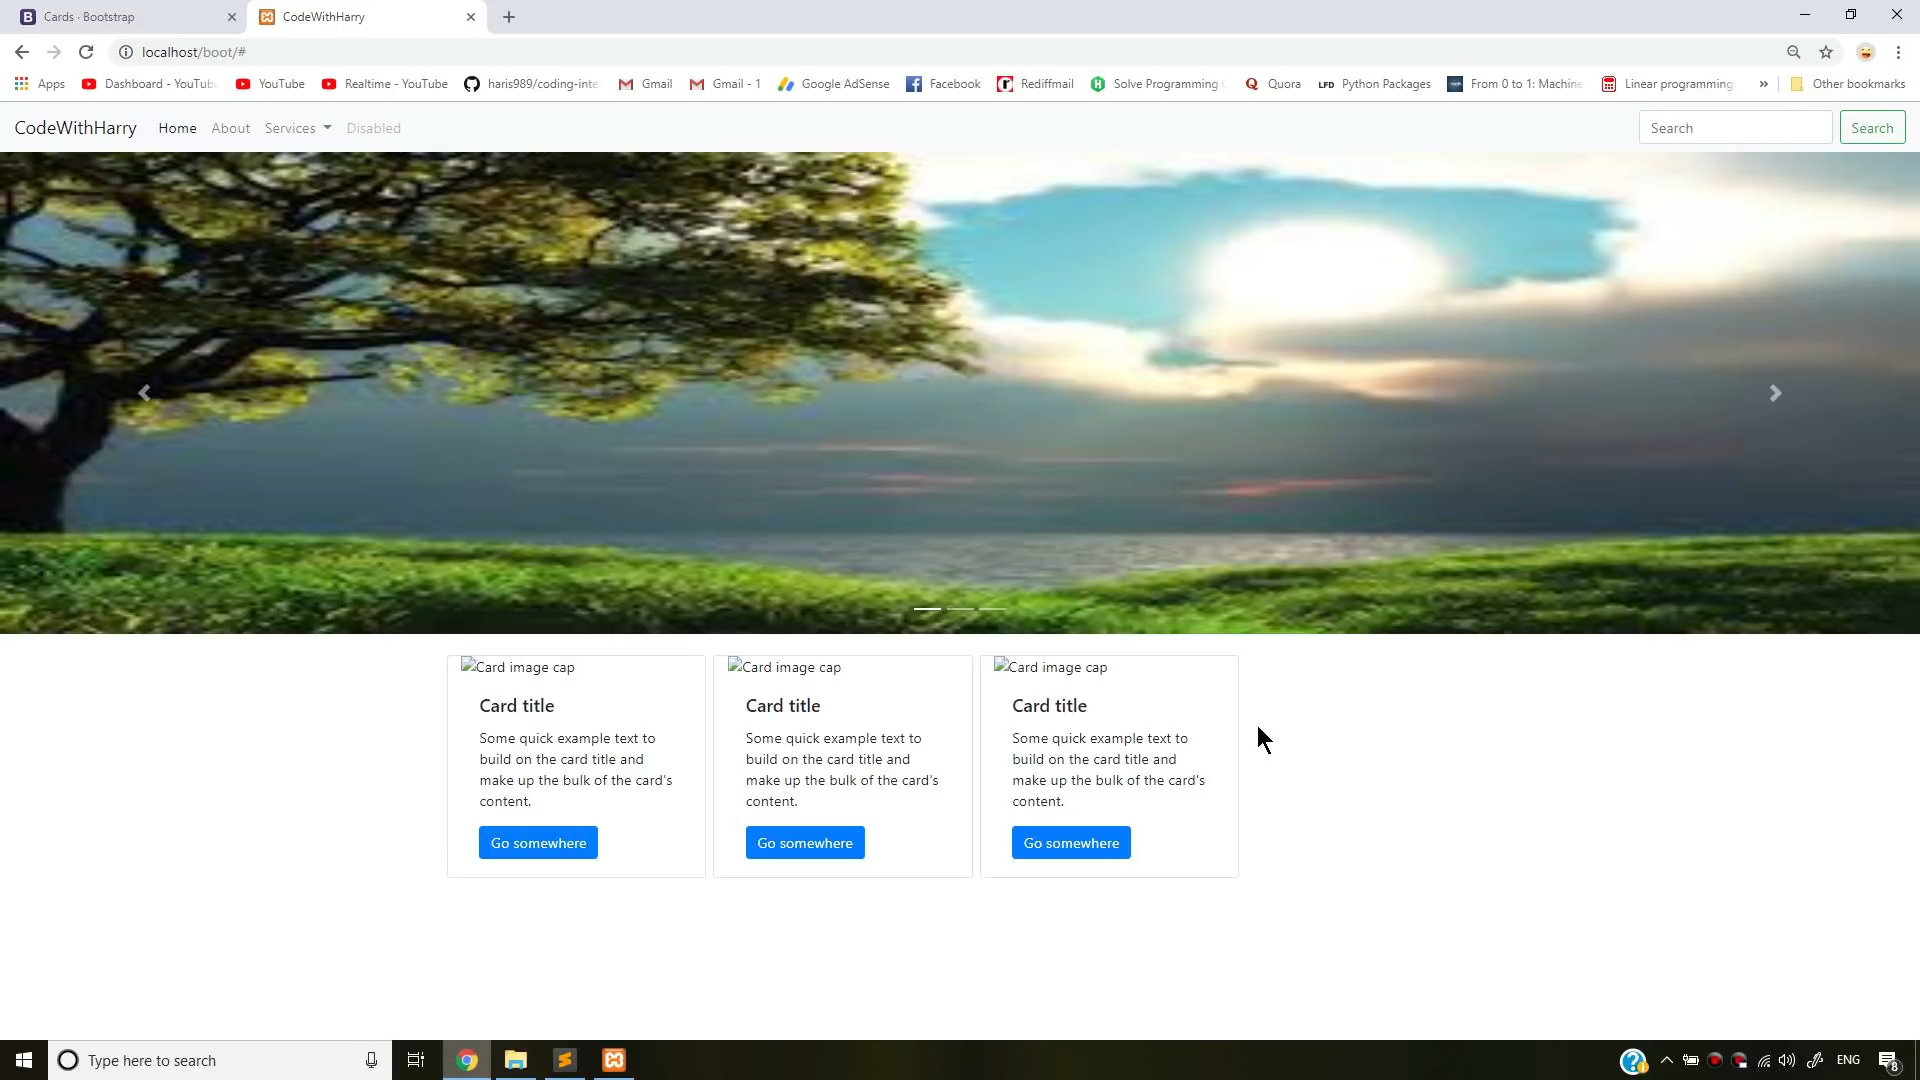 Cards · Bootstrap
CodeWithHarry
localhost/boot/#
Apps
Dashboard - YouTub
YouTube
Realtime - YouTube
haris989/coding-inte
Gmail
Gmail - 1
Google AdSense
Facebook
Rediffmail
Solve Programming
Quora
LFD
Python Packages
From 0 to 1: Machine
Linear programming
»
Other bookmarks
CodeWithHarry
Home
About
Services
Disabled
Search
Search
Card image cap
Card title
Some quick example text to
build on the card title and
make up the bulk of the card's
content.
Go somewhere
Card image cap
Card title
Some quick example text to
build on the card title and
make up the bulk of the card's
content.
Go somewhere
Card image cap
Card title
Some quick example text to
build on the card title and
make up the bulk of the card's
content.
Go somewhere
Type here to search
ENG
8